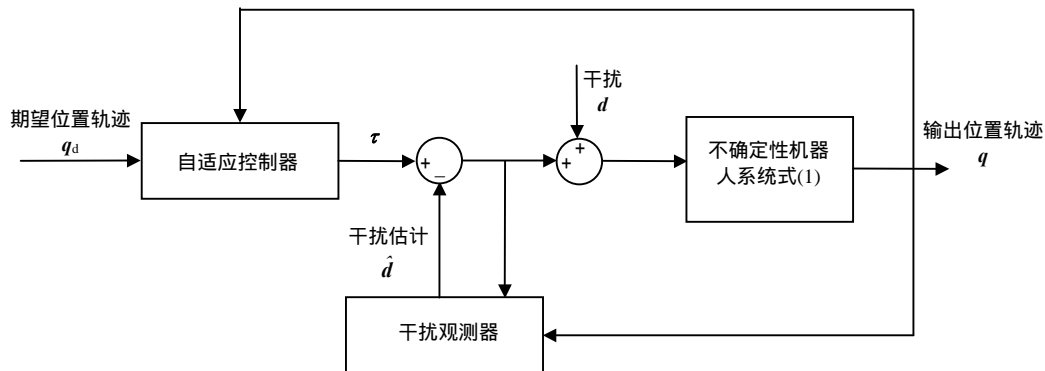 期望位置轨迹
q_d
自适应控制器
τ
+
−
干扰估计
d̂
干扰观测器
干扰
d
+
+
不确定性机器
人系统式(1)
输出位置轨迹
q